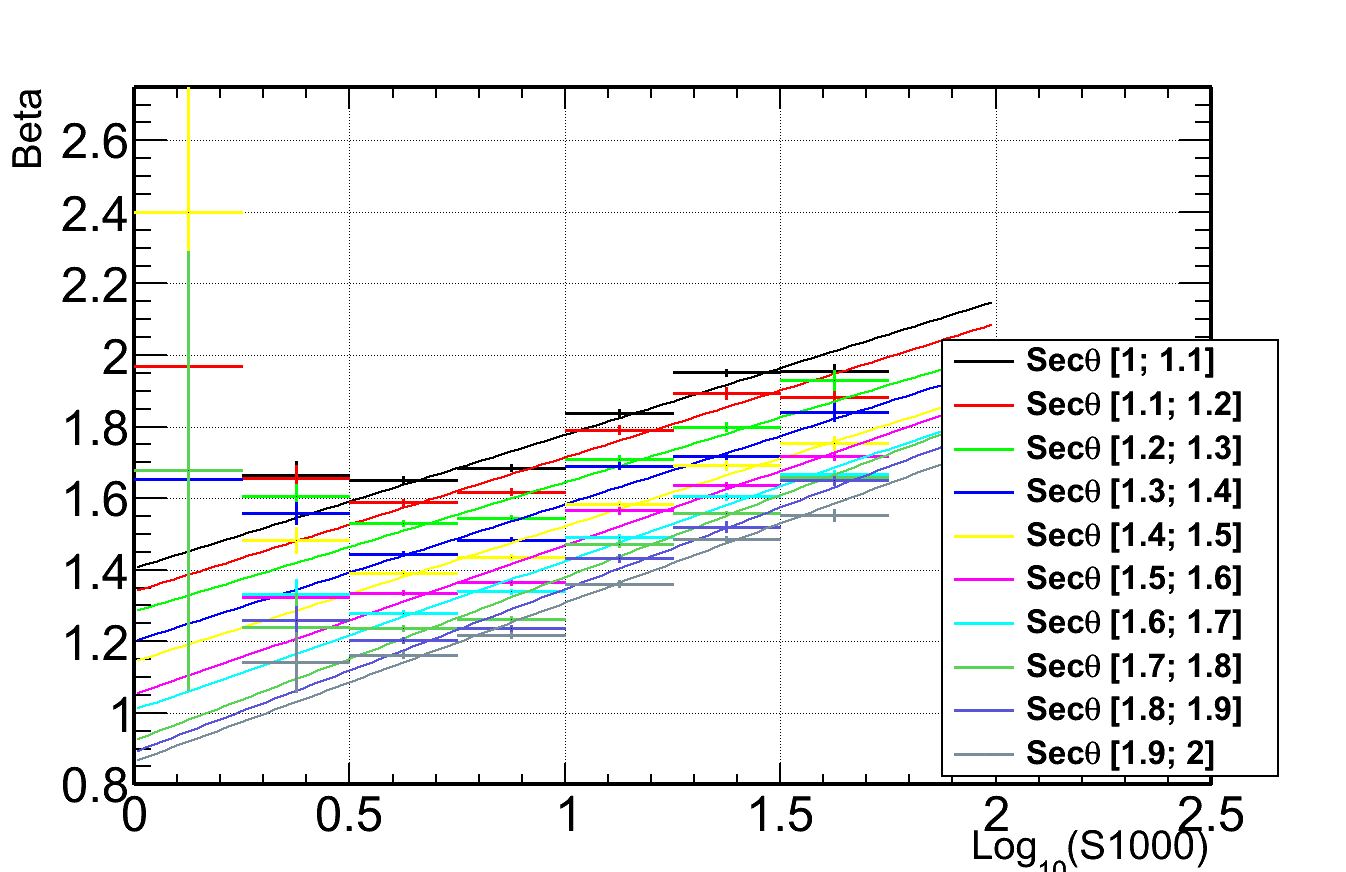 Beta
2.6
2.4
2.2
2
1.8
1.6
1.4
1.2
1
0.8
0 0.5 1 1.5 2 2.5
Log10(S1000)
Secθ [1; 1.1]
Secθ [1.1; 1.2]
Secθ [1.2; 1.3]
Secθ [1.3; 1.4]
Secθ [1.4; 1.5]
Secθ [1.5; 1.6]
Secθ [1.6; 1.7]
Secθ [1.7; 1.8]
Secθ [1.8; 1.9]
Secθ [1.9; 2]